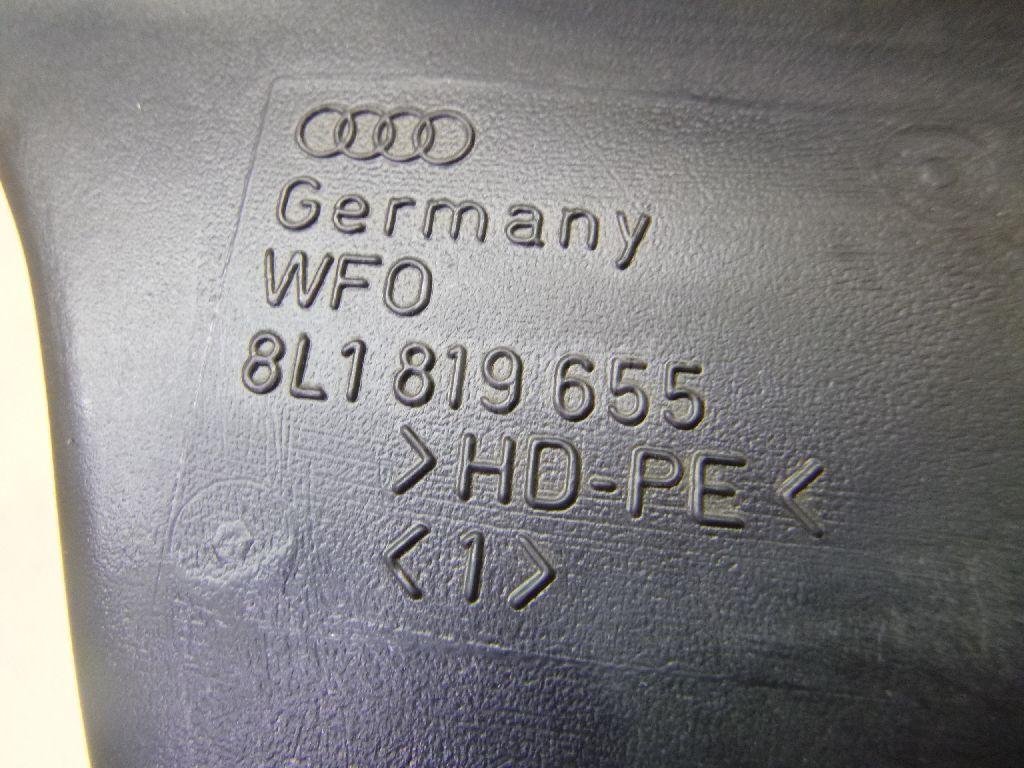 Germany
WFO
8L1 819 655
>HD-PE<
<1>